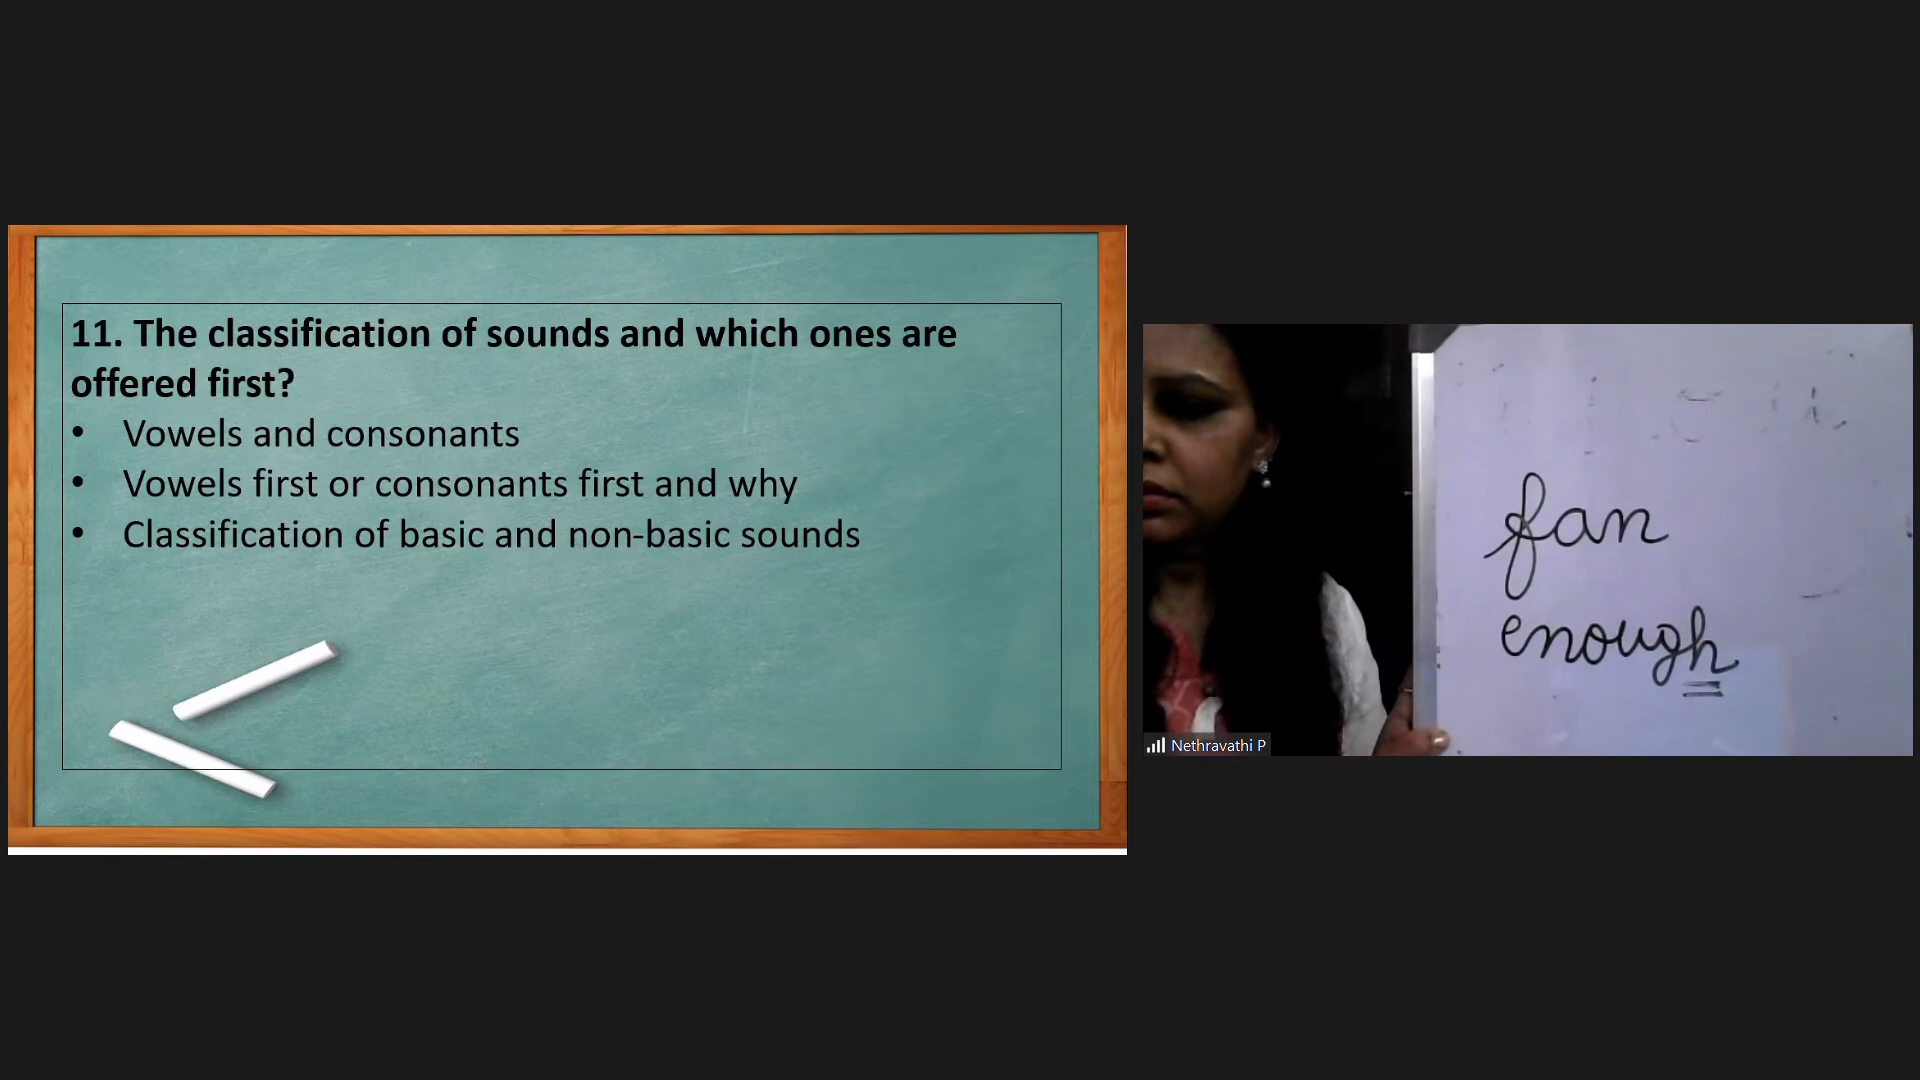 11. The classification of sounds and which ones are
offered first?
• Vowels and consonants
• Vowels first or consonants first and why
• Classification of basic and non-basic sounds
fan
enough
Nethravathi P